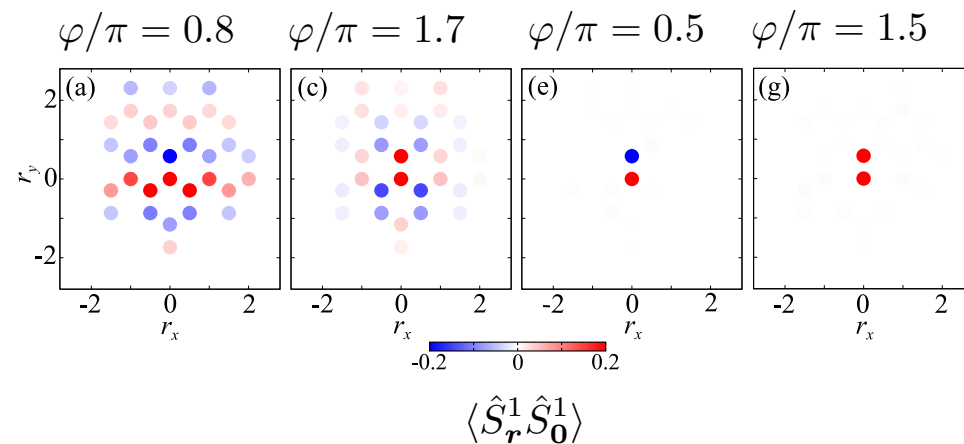 φ/π = 0.8 φ/π = 1.7 φ/π = 0.5 φ/π = 1.5
(a) (c) (e) (g)
2
0
-2
r_y
-2 0 2 -2 0 2 -2 0 2 -2 0 2
r_x r_x r_x r_x
-0.2 0 0.2
⟨Ŝ¹_r Ŝ¹_0⟩